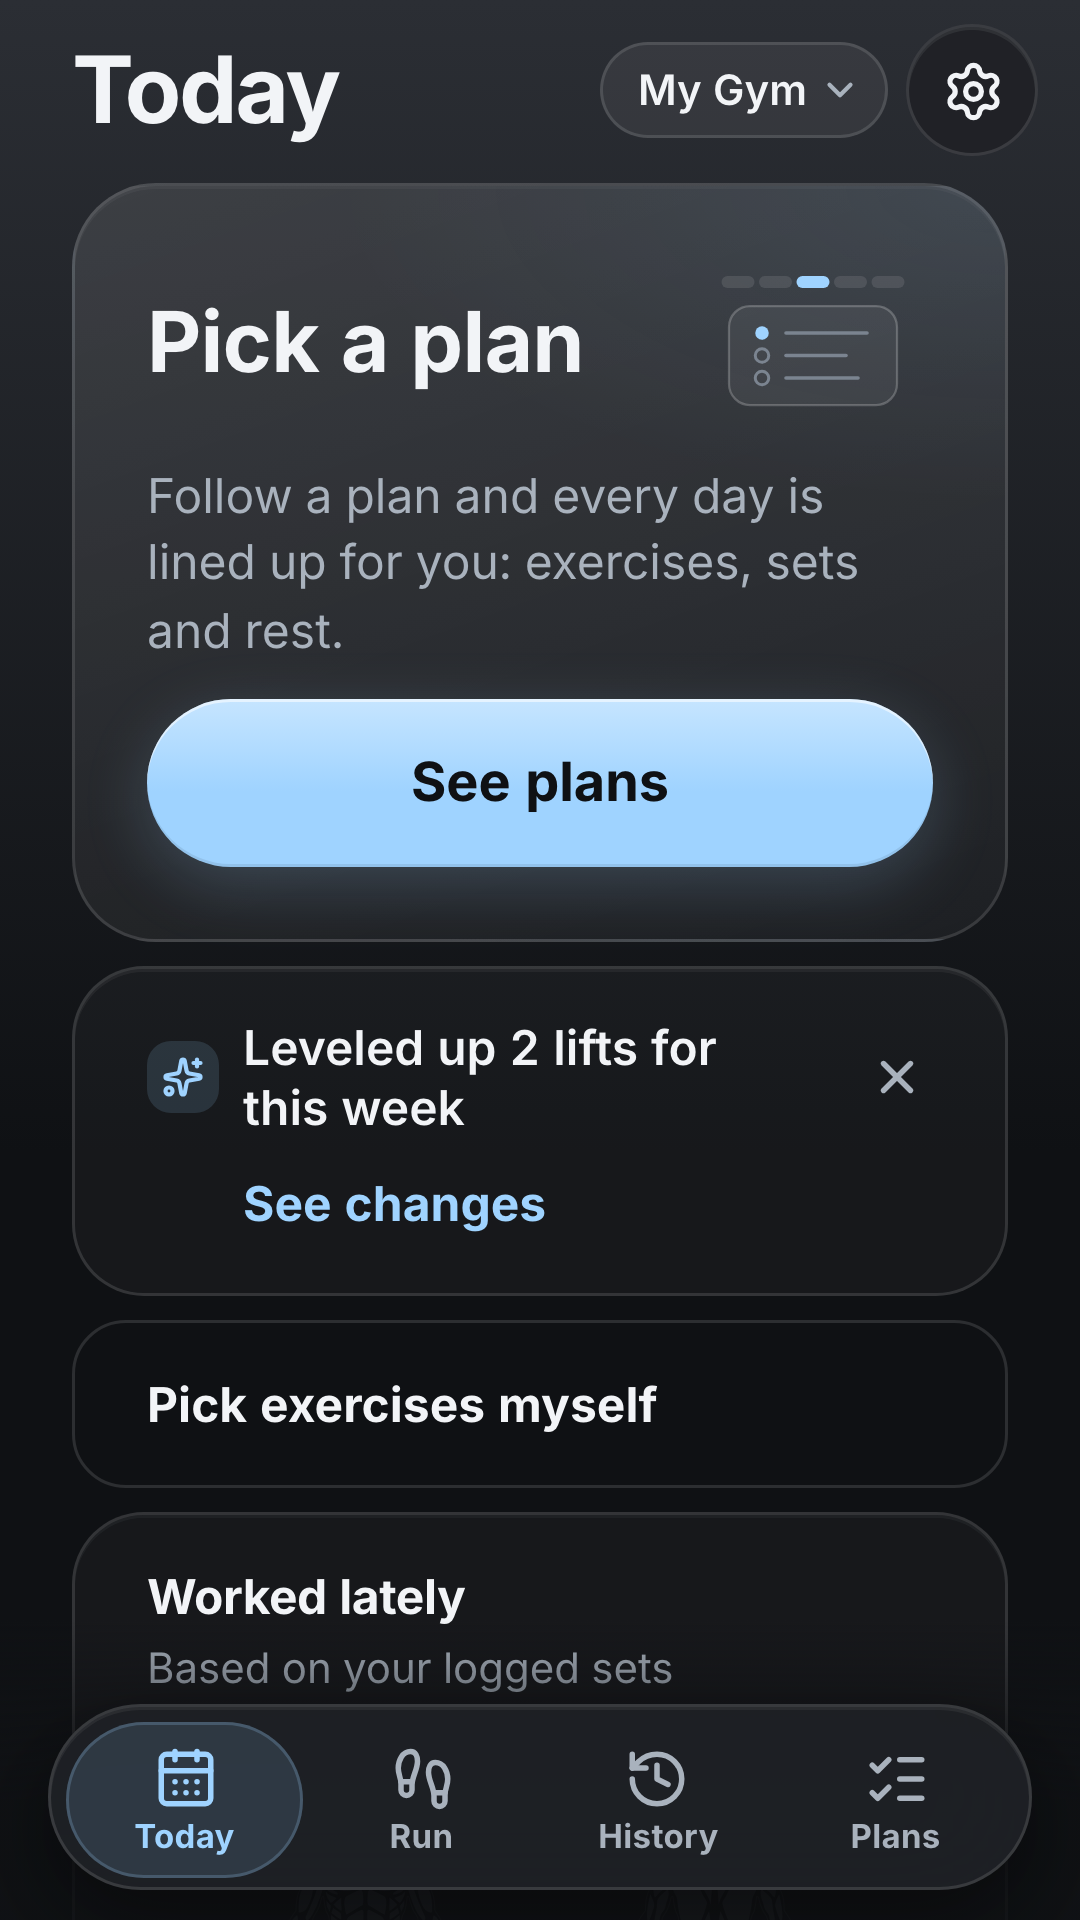 Today
My Gym
Pick a plan
Follow a plan and every day is
lined up for you: exercises, sets
and rest.
See plans
Leveled up 2 lifts for
this week
See changes
Pick exercises myself
Worked lately
Based on your logged sets
Today
Run
History
Plans